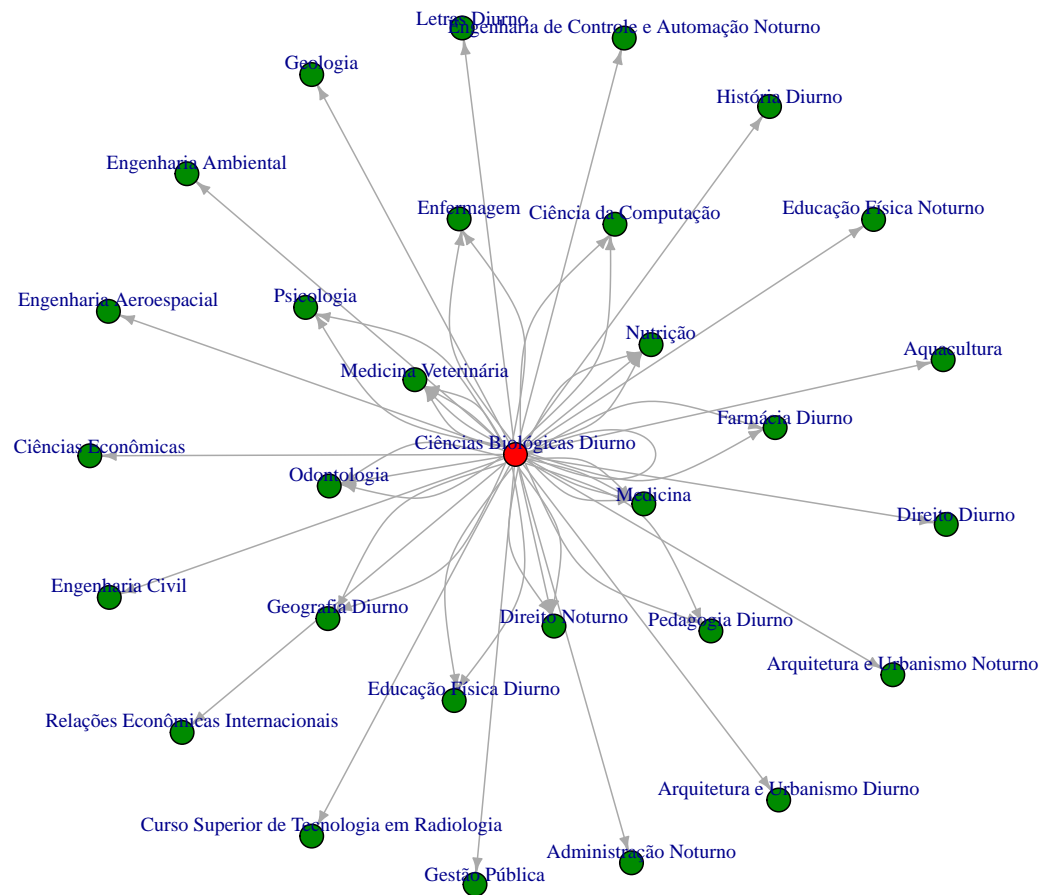 Letras Diurno
Engenharia de Controle e Automação Noturno
Geologia
História Diurno
Engenharia Ambiental
Enfermagem
Ciência da Computação
Educação Física Noturno
Engenharia Aeroespacial
Psicologia
Nutrição
Aquacultura
Medicina Veterinária
Farmácia Diurno
Ciências Econômicas
Ciências Biológicas Diurno
Odontologia
Medicina
Direito Diurno
Engenharia Civil
Geografia Diurno
Direito Noturno
Pedagogia Diurno
Arquitetura e Urbanismo Noturno
Educação Física Diurno
Relações Econômicas Internacionais
Arquitetura e Urbanismo Diurno
Curso Superior de Tecnologia em Radiologia
Administração Noturno
Gestão Pública